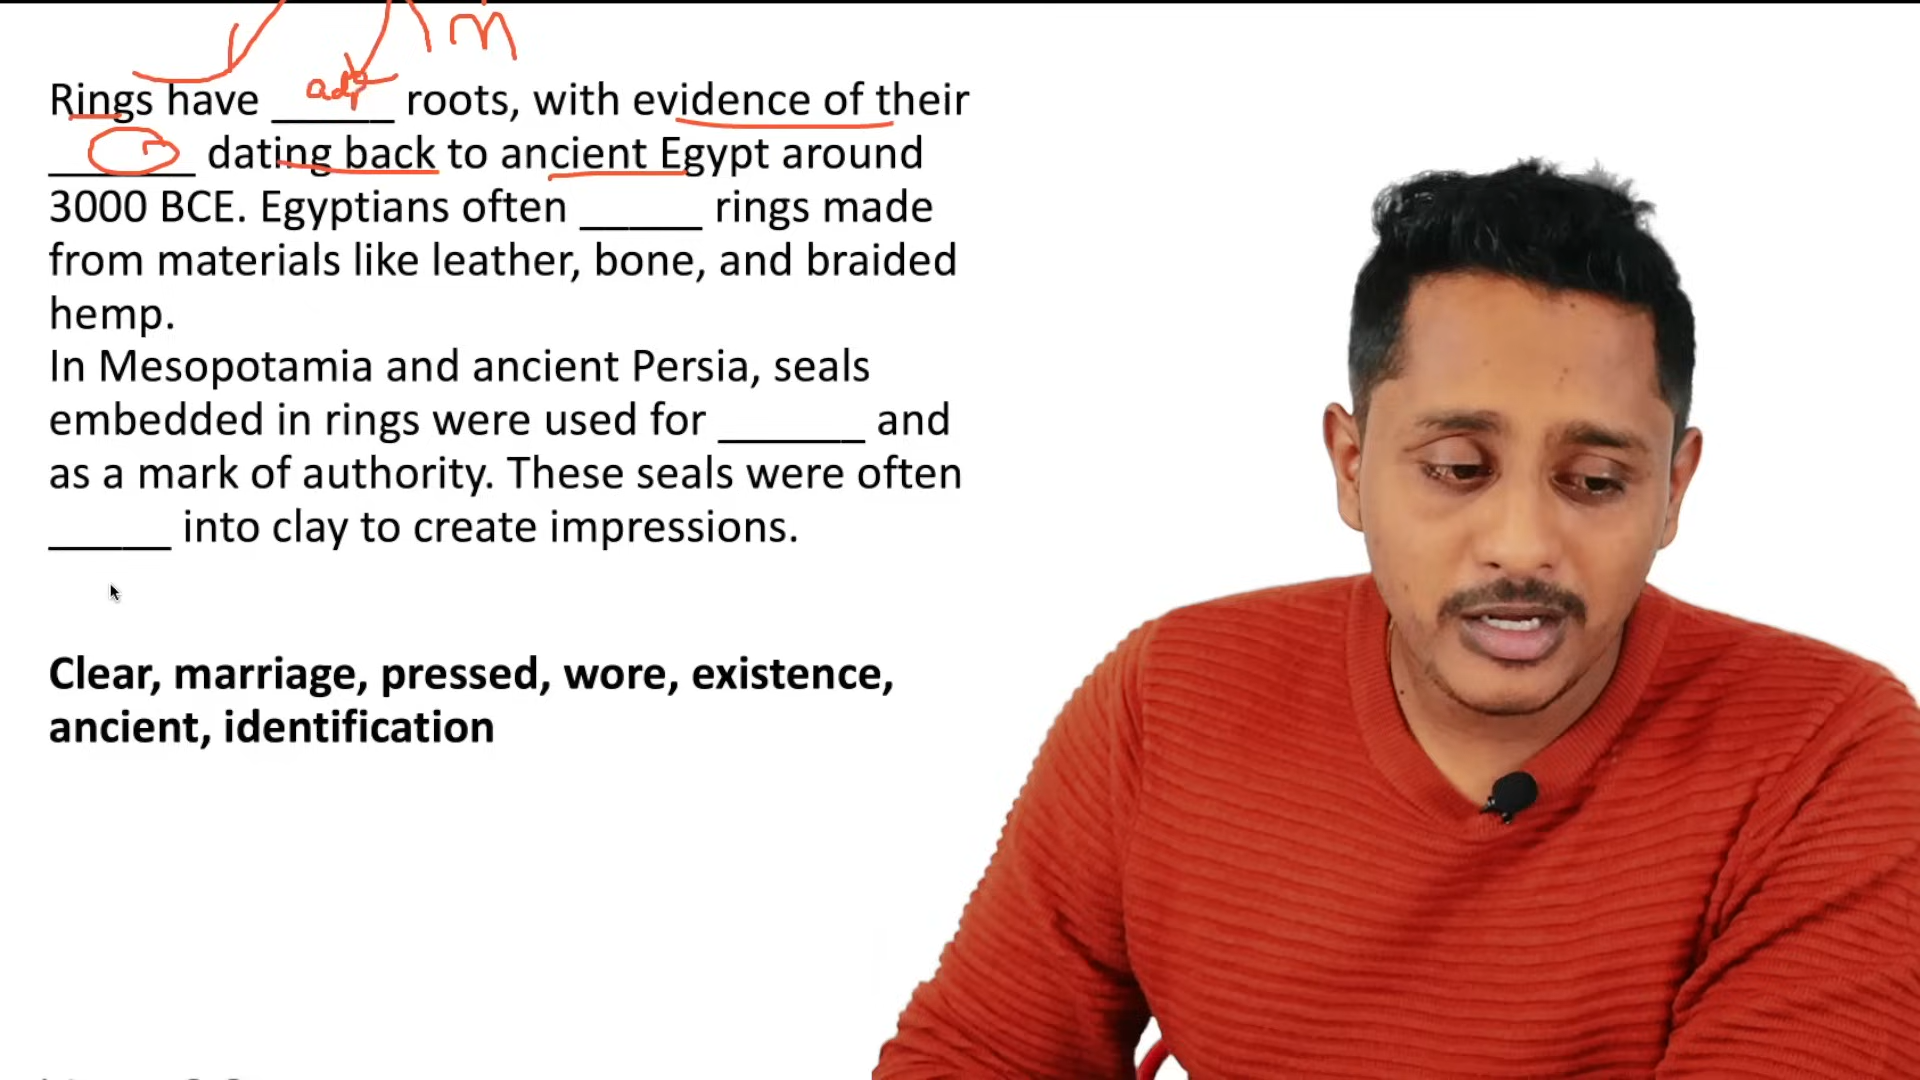 m
adj
Rings have ______ roots, with evidence of their
_______ dating back to ancient Egypt around
3000 BCE. Egyptians often ______ rings made
from materials like leather, bone, and braided
hemp.
In Mesopotamia and ancient Persia, seals
embedded in rings were used for _______ and
as a mark of authority. These seals were often
______ into clay to create impressions.
Clear, marriage, pressed, wore, existence,
ancient, identification